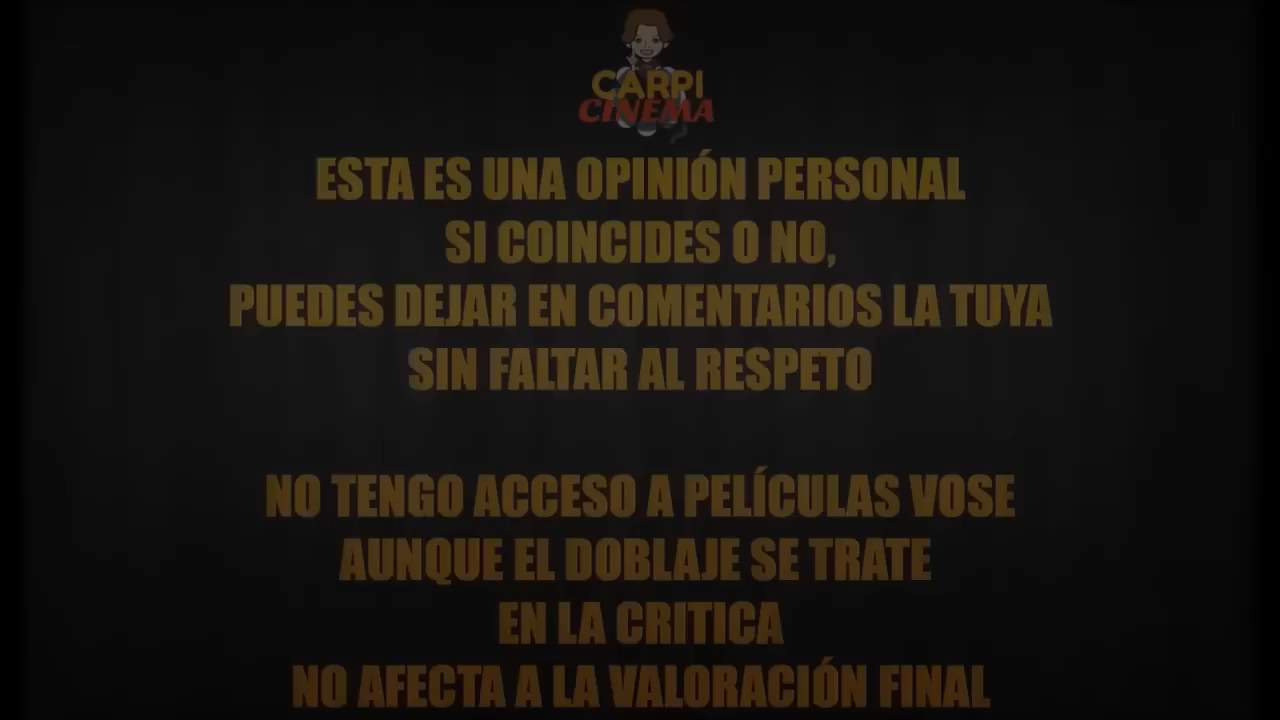 CARPI
CINEMA
ESTA ES UNA OPINIÓN PERSONAL
SI COINCIDES O NO,
PUEDES DEJAR EN COMENTARIOS LA TUYA
SIN FALTAR AL RESPETO
NO TENGO ACCESO A PELÍCULAS VOSE
AUNQUE EL DOBLAJE SE TRATE
EN LA CRITICA
NO AFECTA A LA VALORACIÓN FINAL